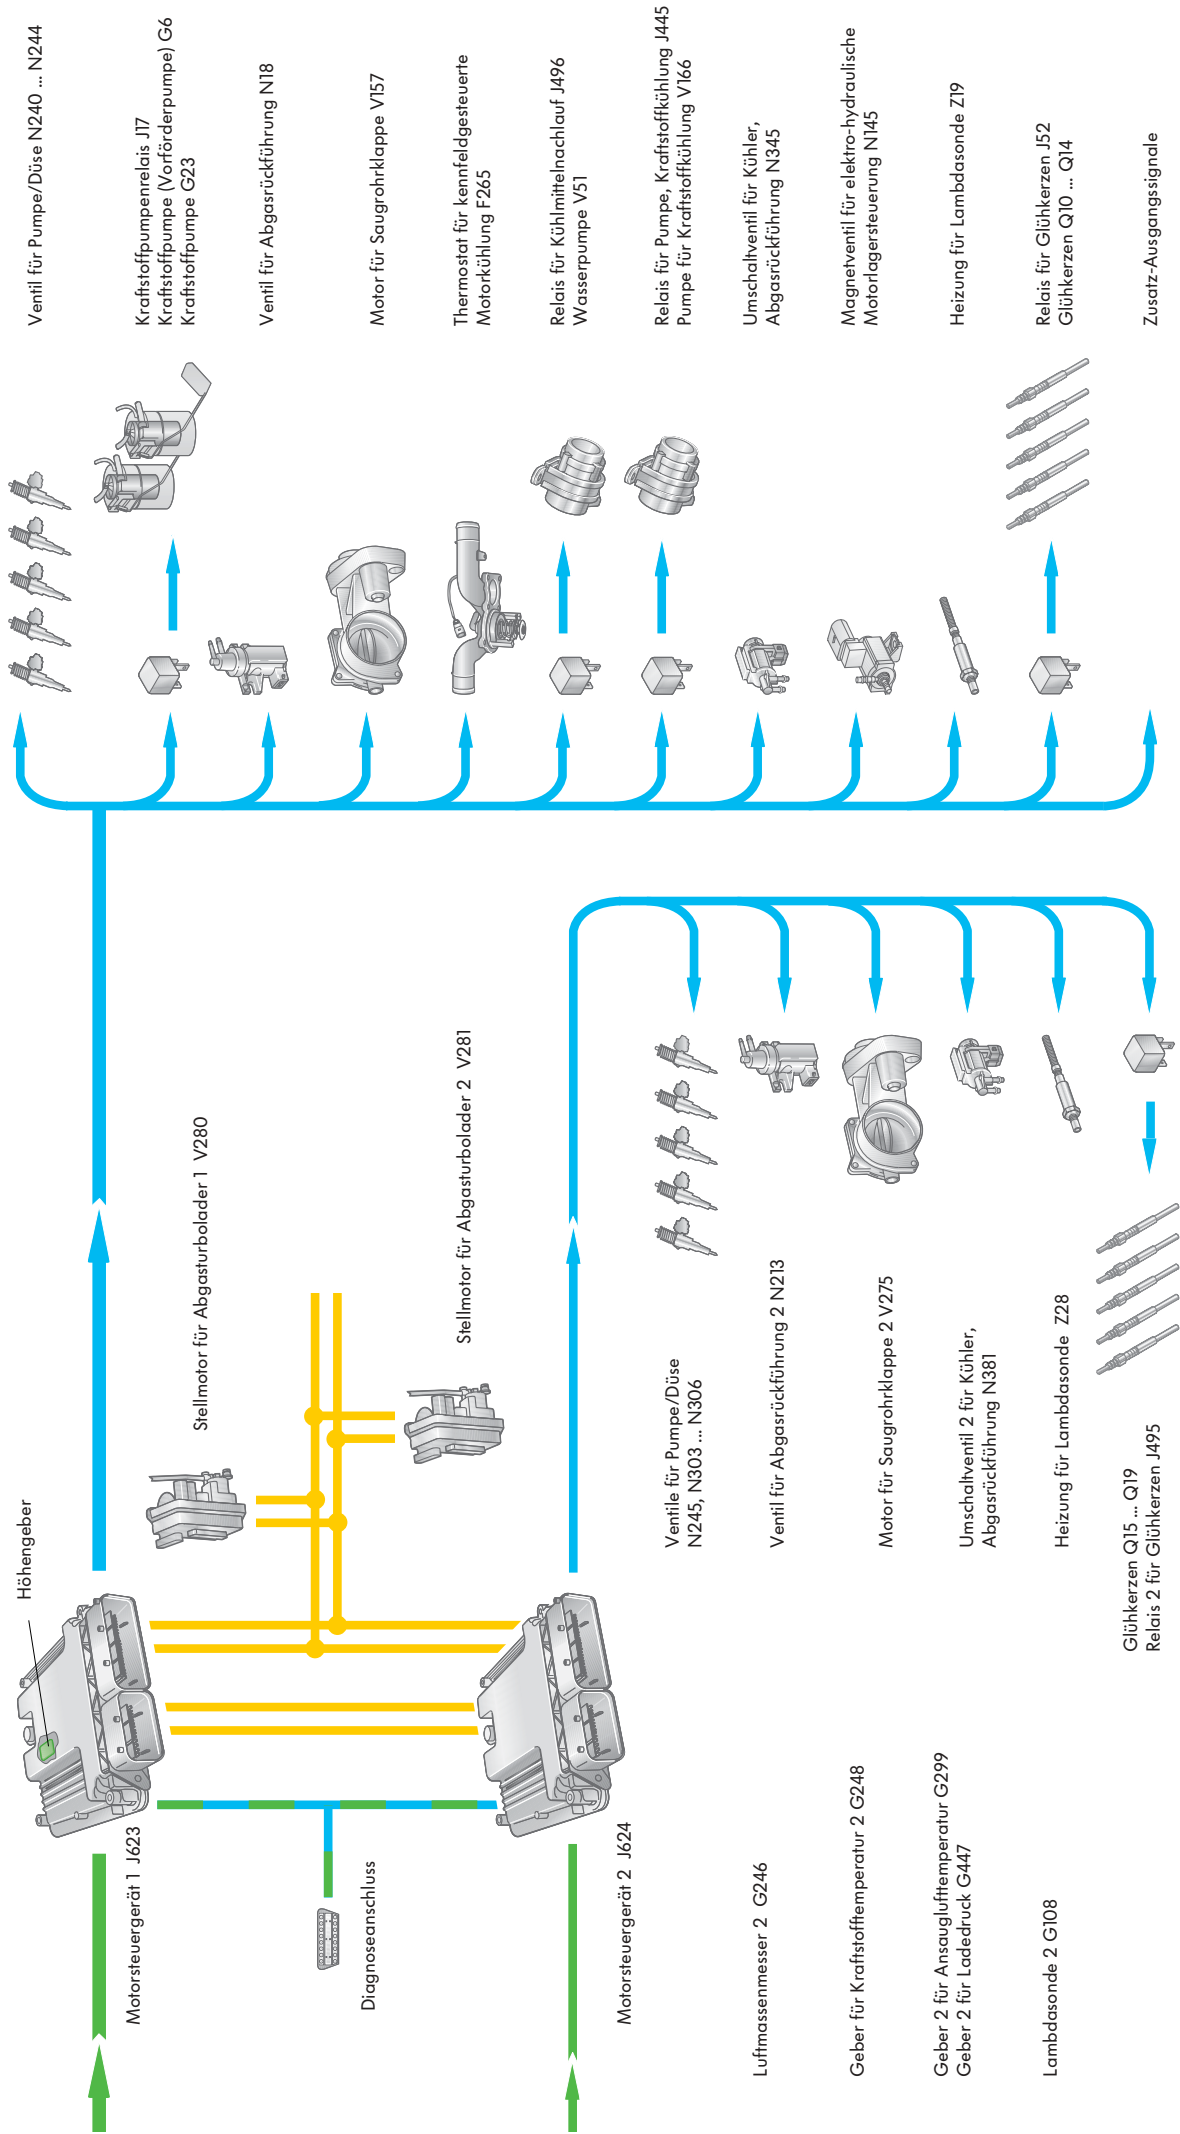 Ventil für Pumpe/Düse N240 ... N244
Kraftstoffpumpenrelais J17
Kraftstoffpumpe (Vorförderpumpe) G6
Kraftstoffpumpe G23
Ventil für Abgasrückführung N18
Motor für Saugrohrklappe V157
Thermostat für kennfeldgesteuerte
Motorkühlung F265
Relais für Kühlmittelnachlauf J496
Wasserpumpe V51
Relais für Pumpe, Kraftstoffkühlung J445
Pumpe für Kraftstoffkühlung V166
Umschaltventil für Kühler,
Abgasrückführung N345
Magnetventil für elektro-hydraulische
Motorlagersteuerung N145
Heizung für Lambdasonde Z19
Relais für Glühkerzen J52
Glühkerzen Q10 ... Q14
Zusatz-Ausgangssignale
Höhengeber
Stellmotor für Abgasturbolader 1 V280
Stellmotor für Abgasturbolader 2 V281
Motorsteuergerät 1 J623
Diagnoseanschluss
Motorsteuergerät 2 J624
Ventile für Pumpe/Düse
N245, N303 ... N306
Ventil für Abgasrückführung 2 N213
Motor für Saugrohrklappe 2 V275
Umschaltventil 2 für Kühler,
Abgasrückführung N381
Heizung für Lambdasonde Z28
Glühkerzen Q15 ... Q19
Relais 2 für Glühkerzen J495
Luftmassenmesser 2 G246
Geber für Kraftstofftemperatur 2 G248
Geber 2 für Ansauglufttemperatur G299
Geber 2 für Ladedruck G447
Lambdasonde 2 G108